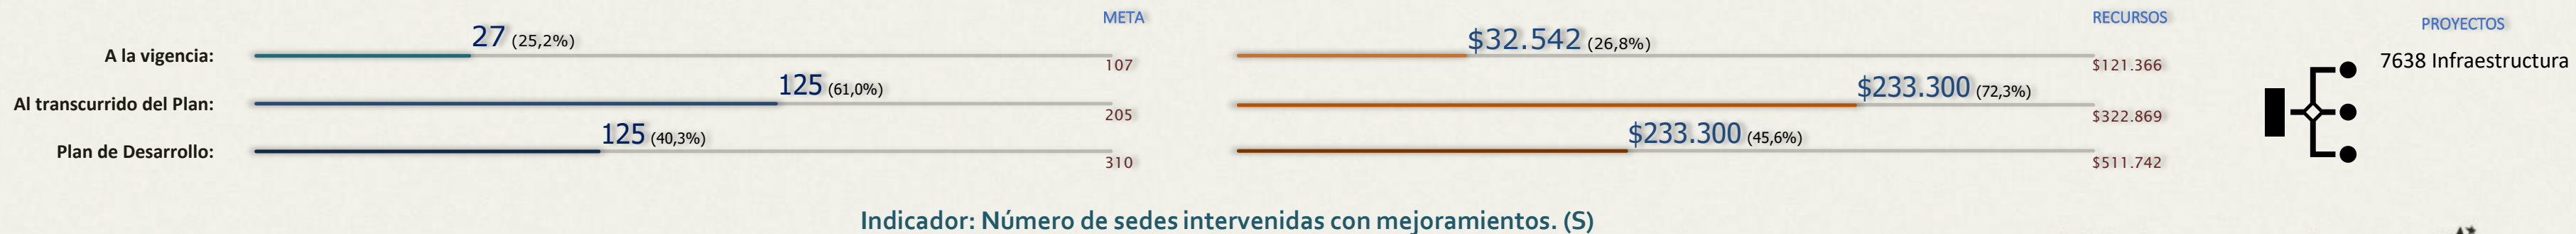 META RECURSOS PROYECTOS
A la vigencia: 27 (25,2%) 107 $32.542 (26,8%) $121.366 7638 Infraestructura
Al transcurrido del Plan: 125 (61,0%) 205 $233.300 (72,3%) $322.869
Plan de Desarrollo: 125 (40,3%) 310 $233.300 (45,6%) $511.742
Indicador: Número de sedes intervenidas con mejoramientos. (S)